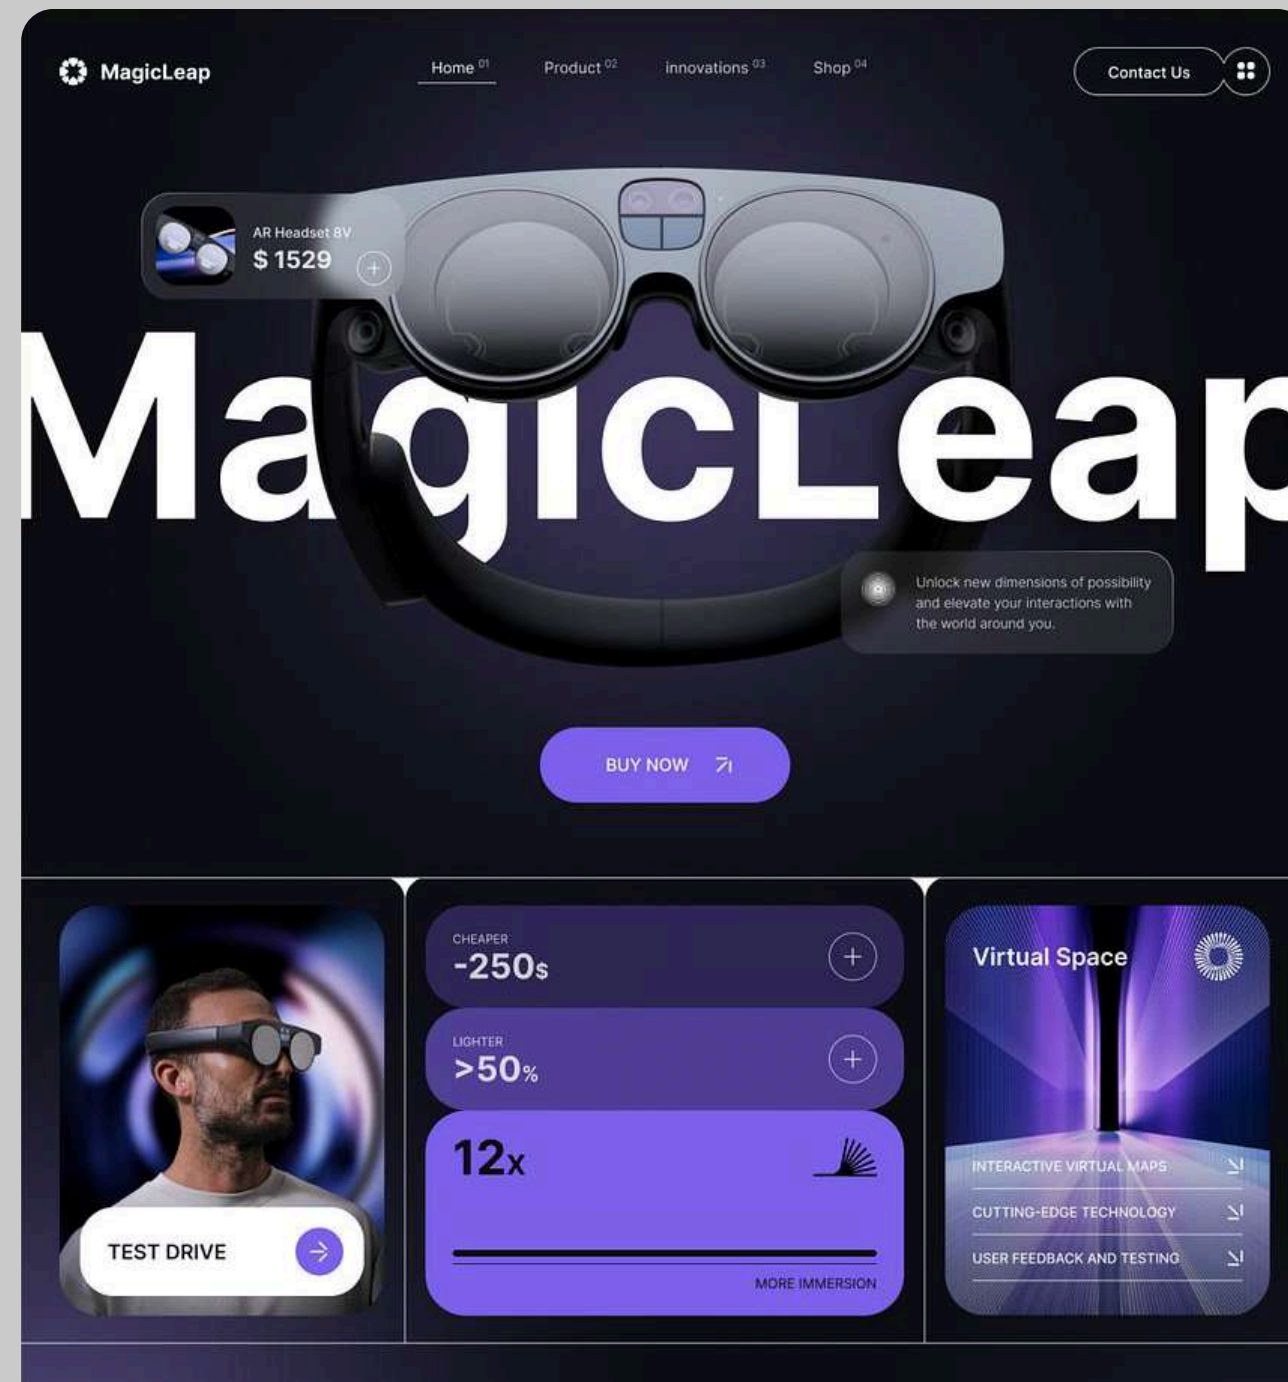 MagicLeap
Home 01
Product 02
innovations 03
Shop 04
Contact Us
AR Headset 8V
$ 1529
MagicLeap
Unlock new dimensions of possibility
and elevate your interactions with
the world around you.
BUY NOW
TEST DRIVE
CHEAPER
-250$
LIGHTER
>50%
12x
MORE IMMERSION
Virtual Space
INTERACTIVE VIRTUAL MAPS
CUTTING-EDGE TECHNOLOGY
USER FEEDBACK AND TESTING